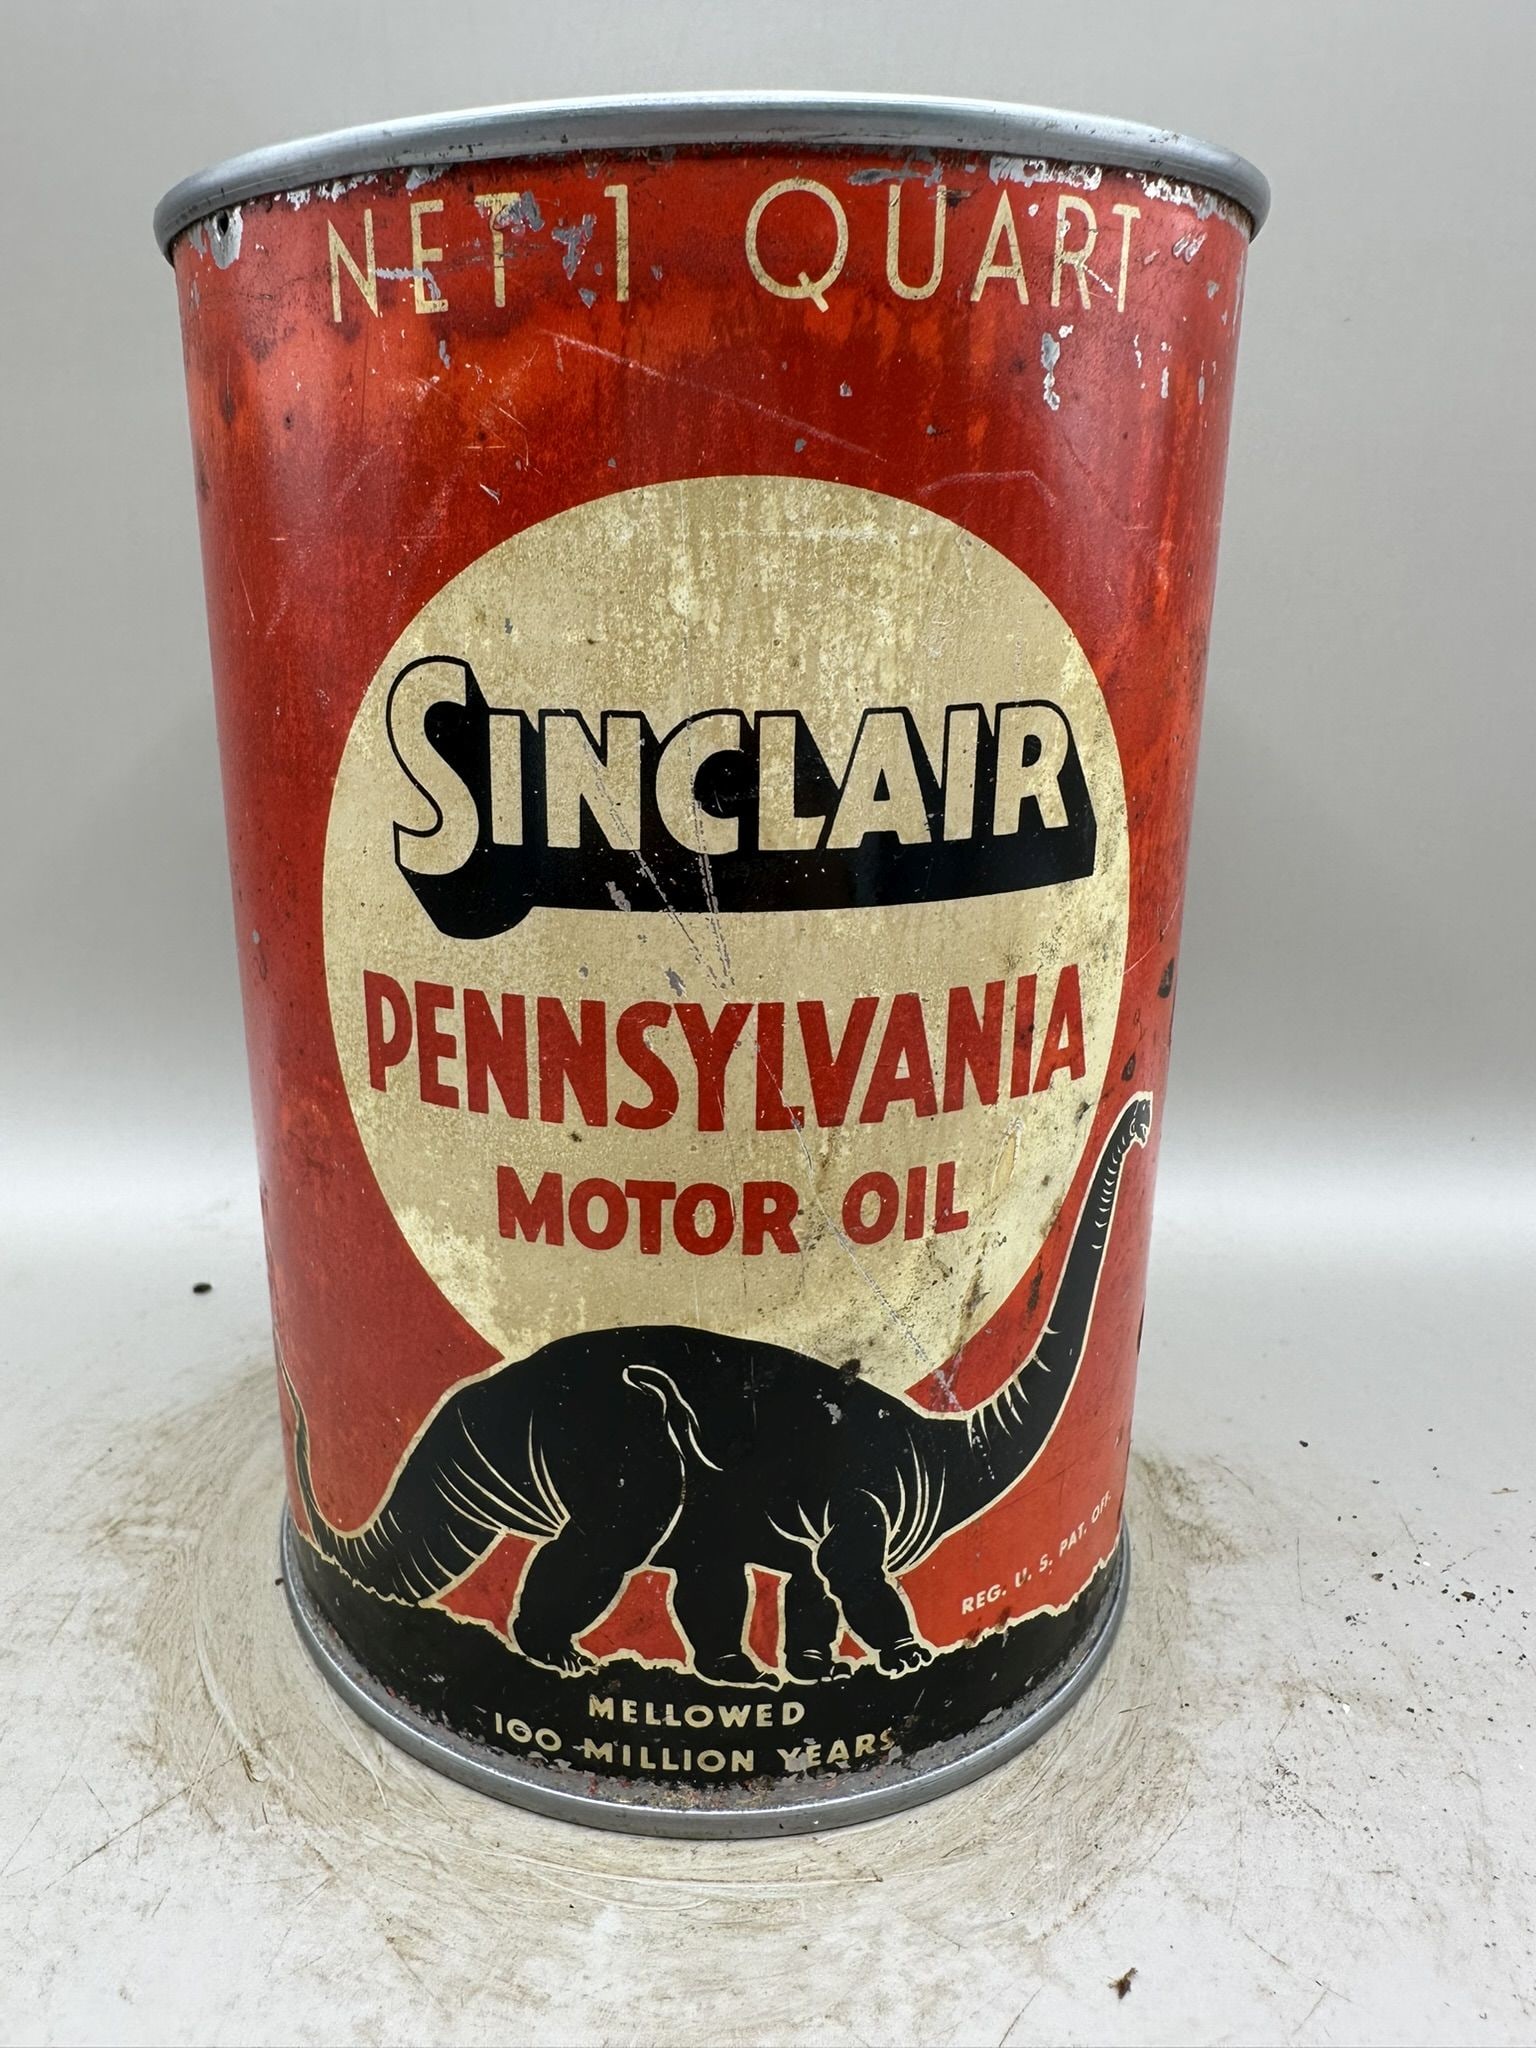 NET 1 QUART
SINCLAIR
PENNSYLVANIA
MOTOR OIL
REG. U. S. PAT. OFF.
MELLOWED
100 MILLION YEARS